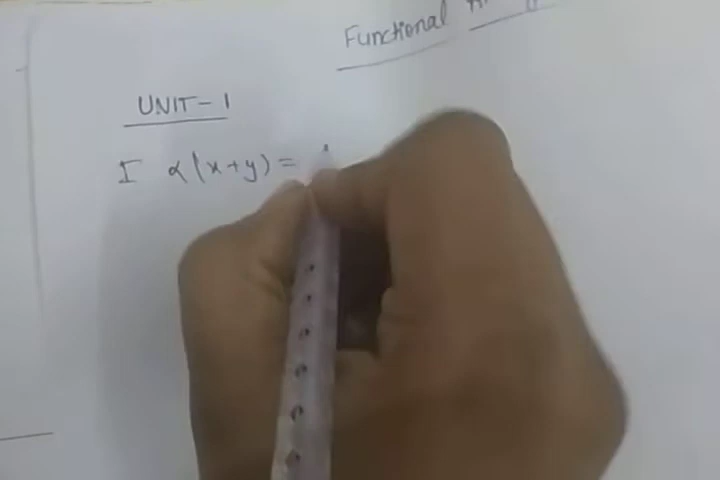 Functional
UNIT-1
I α(x+y) =